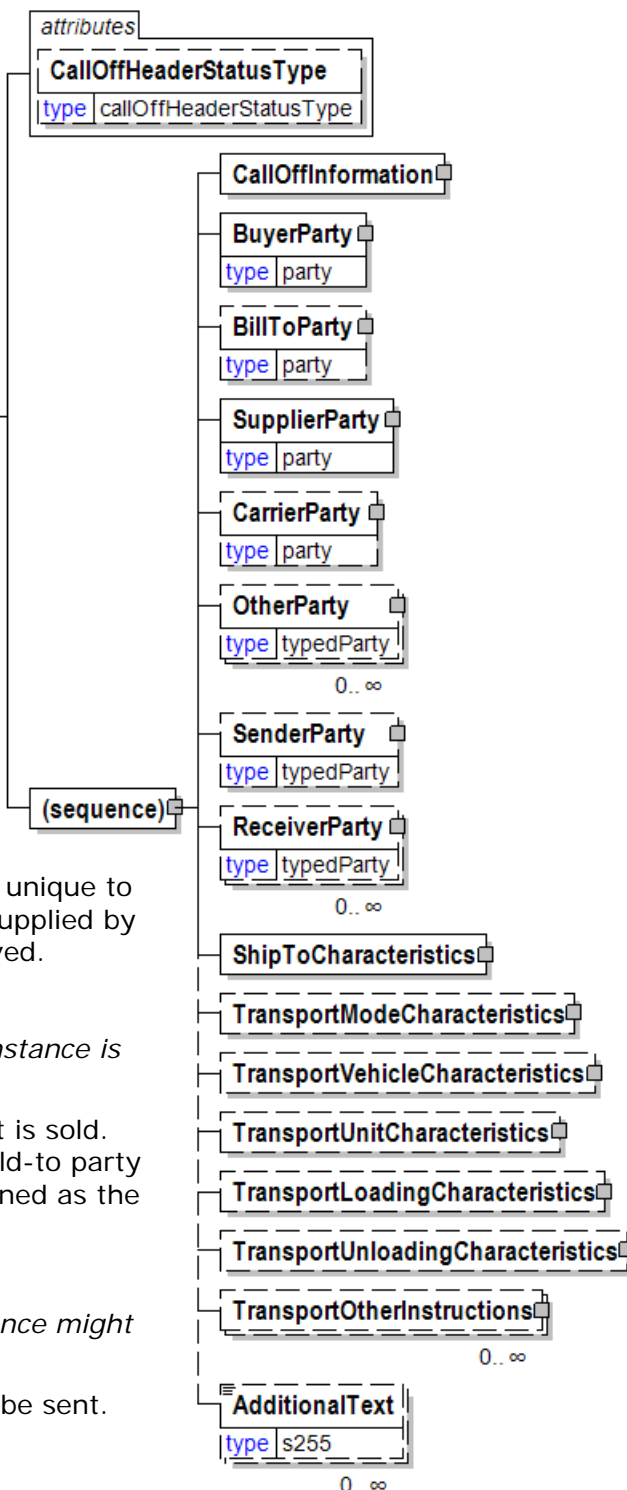 attributes
CallOffHeaderStatusType
type callOffHeaderStatusType
CallOffInformation
BuyerParty
type party
BillToParty
type party
SupplierParty
type party
CarrierParty
type party
OtherParty
type typedParty
0.. ∞
SenderParty
type typedParty
(sequence)
ReceiverParty
type typedParty
0.. ∞
unique to
upplied by
ved.
ShipToCharacteristics
TransportModeCharacteristics
nstance is
TransportVehicleCharacteristics
t is sold.
TransportUnitCharacteristics
ld-to party
ned as the
TransportLoadingCharacteristics
TransportUnloadingCharacteristics
TransportOtherInstructions
nce might
0.. ∞
be sent.
AdditionalText
type s255
0.. ∞